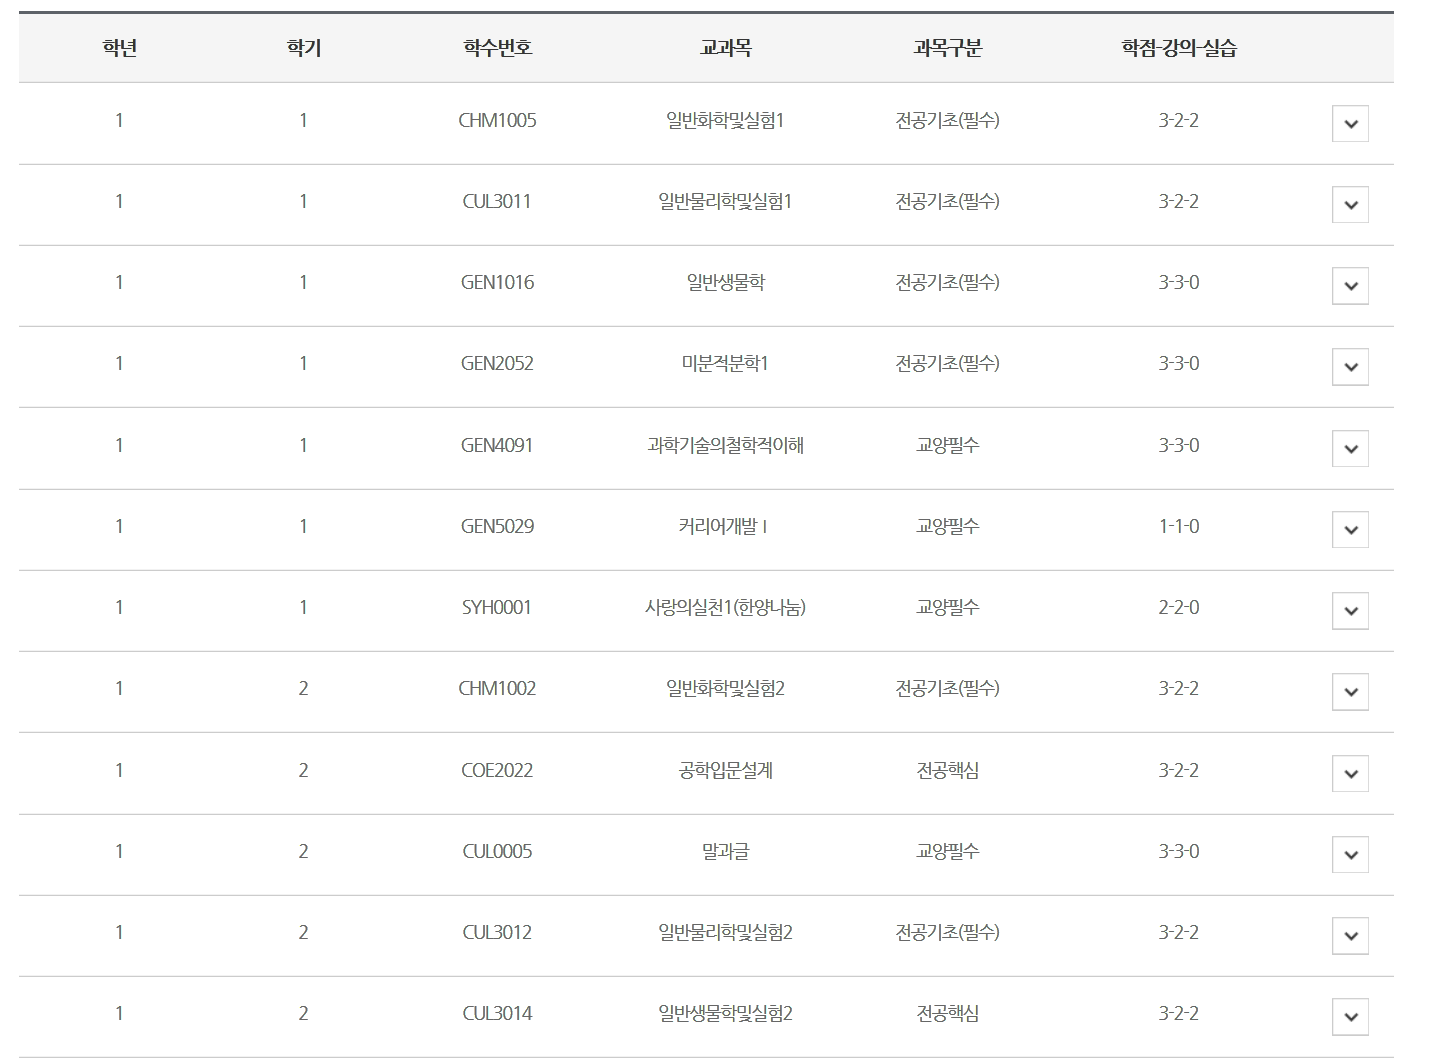 학년 학기 학수번호 교과목 과목구분 학점-강의-실습
1 1 CHM1005 일반화학및실험1 전공기초(필수) 3-2-2
1 1 CUL3011 일반물리학및실험1 전공기초(필수) 3-2-2
1 1 GEN1016 일반생물학 전공기초(필수) 3-3-0
1 1 GEN2052 미분적분학1 전공기초(필수) 3-3-0
1 1 GEN4091 과학기술의철학적이해 교양필수 3-3-0
1 1 GEN5029 커리어개발Ⅰ 교양필수 1-1-0
1 1 SYH0001 사랑의실천1(한양나눔) 교양필수 2-2-0
1 2 CHM1002 일반화학및실험2 전공기초(필수) 3-2-2
1 2 COE2022 공학입문설계 전공핵심 3-2-2
1 2 CUL0005 말과글 교양필수 3-3-0
1 2 CUL3012 일반물리학및실험2 전공기초(필수) 3-2-2
1 2 CUL3014 일반생물학및실험2 전공핵심 3-2-2